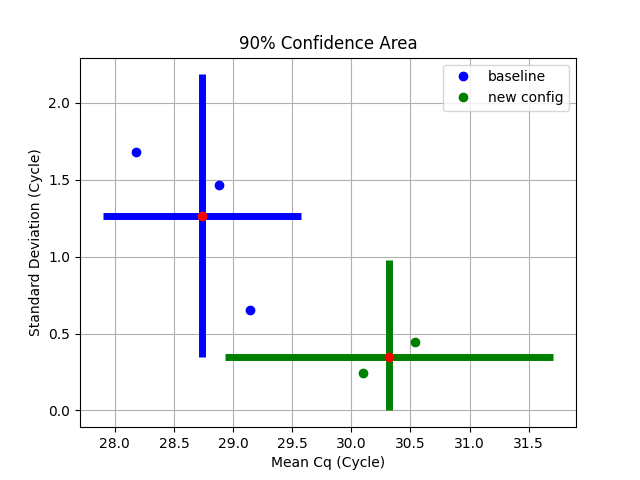 90% Confidence Area
baseline
new config
Standard Deviation (Cycle)
2.0
1.5
1.0
0.5
0.0
28.0 28.5 29.0 29.5 30.0 30.5 31.0 31.5
Mean Cq (Cycle)